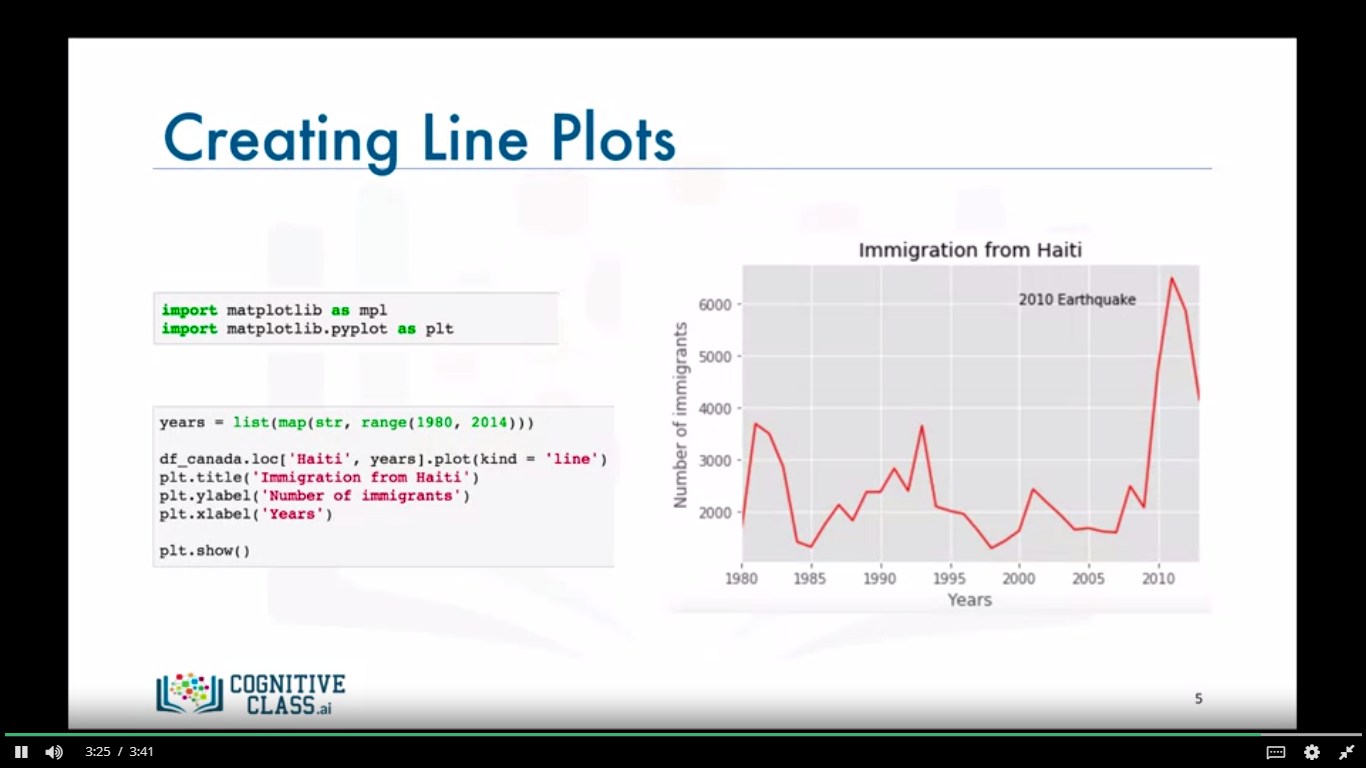 Creating Line Plots
import matplotlib as mpl
import matplotlib.pyplot as plt
years = list(map(str, range(1980, 2014)))
df_canada.loc['Haiti', years].plot(kind = 'line')
plt.title('Immigration from Haiti')
plt.ylabel('Number of immigrants')
plt.xlabel('Years')
plt.show()
Immigration from Haiti
2010 Earthquake
Number of immigrants
6000
5000
4000
3000
2000
1980 1985 1990 1995 2000 2005 2010
Years
COGNITIVE
CLASS.ai
5
3:25 / 3:41